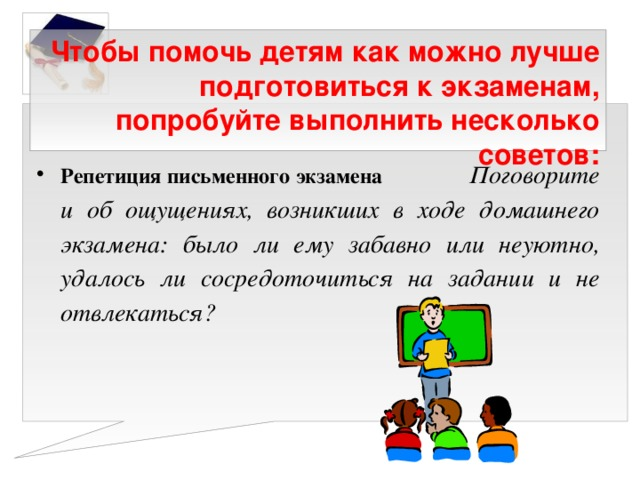 Чтобы помочь детям как можно лучше
подготовиться к экзаменам,
попробуйте выполнить несколько
советов:
• Репетиция письменного экзамена Поговорите
и об ощущениях, возникших в ходе домашнего
экзамена: было ли ему забавно или неуютно,
удалось ли сосредоточиться на задании и не
отвлекаться?